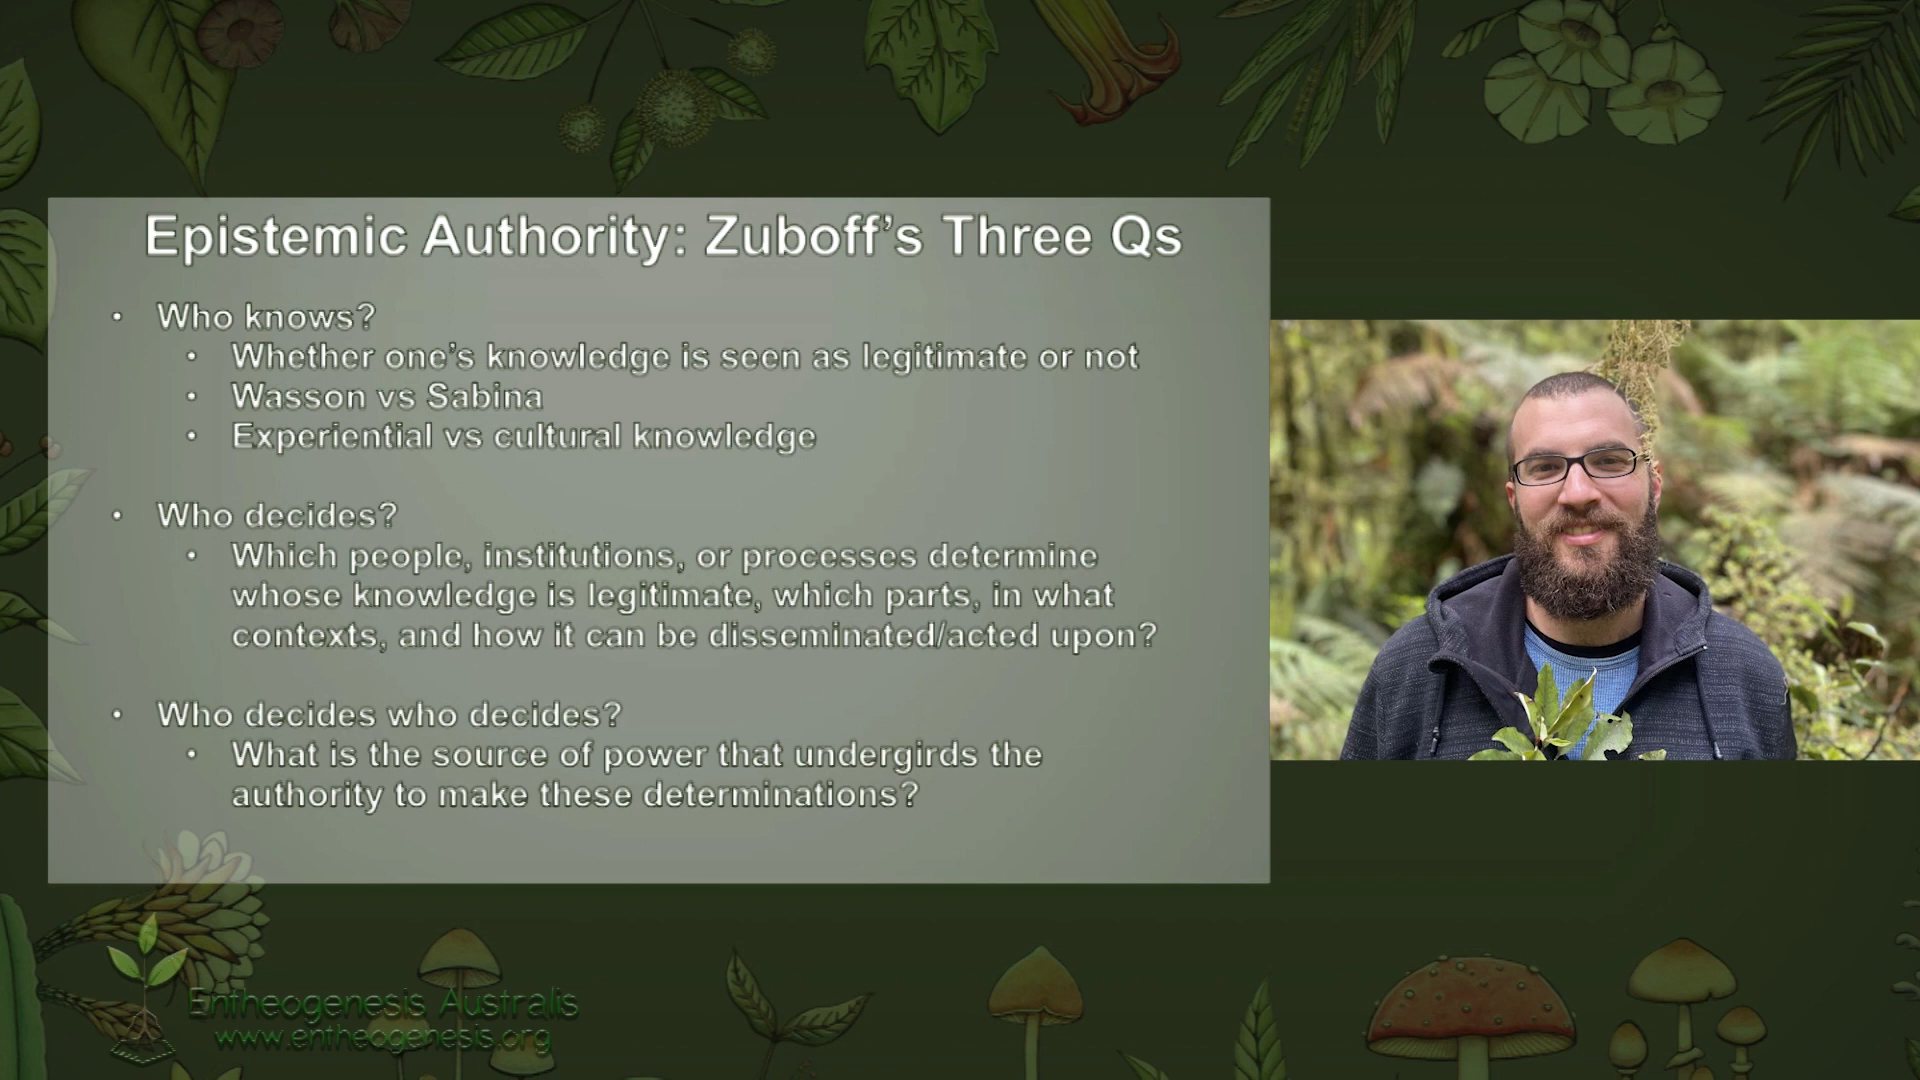 Epistemic Authority: Zuboff's Three Qs
• Who knows?
• Whether one's knowledge is seen as legitimate or not
• Wasson vs Sabina
• Experiential vs cultural knowledge
• Who decides?
• Which people, institutions, or processes determine
whose knowledge is legitimate, which parts, in what
contexts, and how it can be disseminated/acted upon?
• Who decides who decides?
• What is the source of power that undergirds the
authority to make these determinations?
Entheogenesis Australis
www.entheogenesis.org